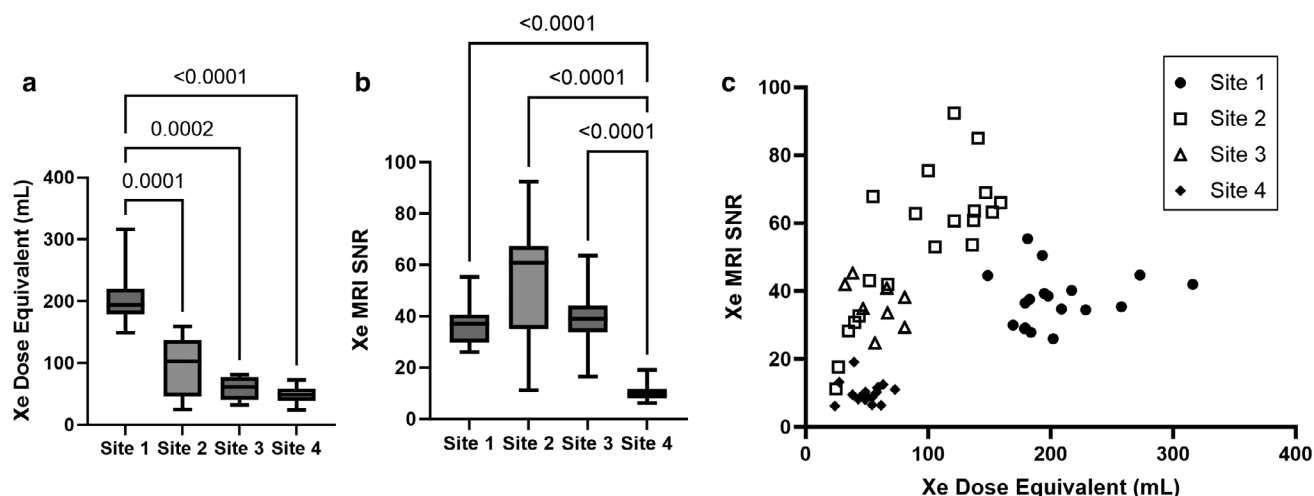 a
<0.0001
0.0002
0.0001
Xe Dose Equivalent (mL)
400
300
200
100
0
Site 1 Site 2 Site 3 Site 4
b
<0.0001
<0.0001
<0.0001
Xe MRI SNR
100
80
60
40
20
0
Site 1 Site 2 Site 3 Site 4
c
Site 1
Site 2
Site 3
Site 4
Xe MRI SNR
100
80
60
40
20
0
0 100 200 300 400
Xe Dose Equivalent (mL)